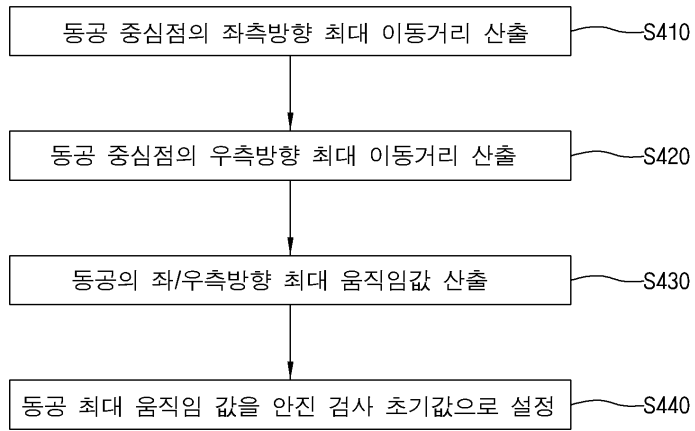 동공 중심점의 좌측방향 최대 이동거리 산출 S410
동공 중심점의 우측방향 최대 이동거리 산출 S420
동공의 좌/우측방향 최대 움직임값 산출 S430
동공 최대 움직임 값을 안진 검사 초기값으로 설정 S440